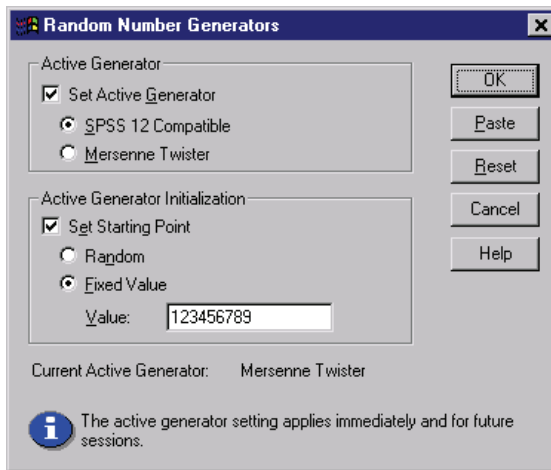 Random Number Generators
Active Generator
Set Active Generator
SPSS 12 Compatible
Mersenne Twister
Active Generator Initialization
Set Starting Point
Random
Fixed Value
Value: 123456789
Current Active Generator: Mersenne Twister
The active generator setting applies immediately and for future
sessions.
OK
Paste
Reset
Cancel
Help